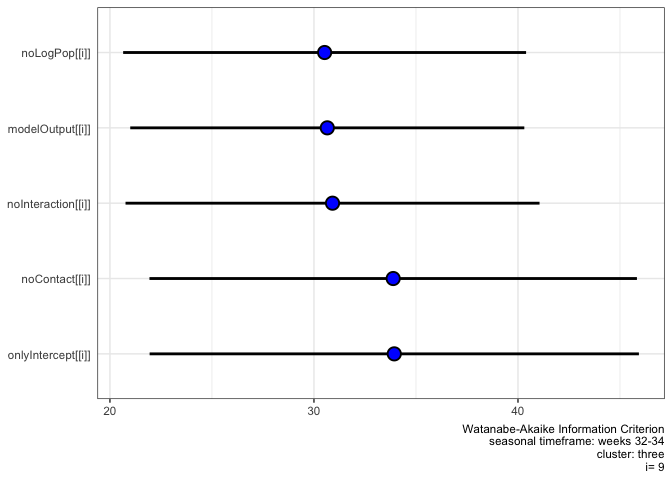 noLogPop[[i]]
modelOutput[[i]]
noInteraction[[i]]
noContact[[i]]
onlyIntercept[[i]]
20 30 40
Watanabe-Akaike Information Criterion
seasonal timeframe: weeks 32-34
cluster: three
i= 9